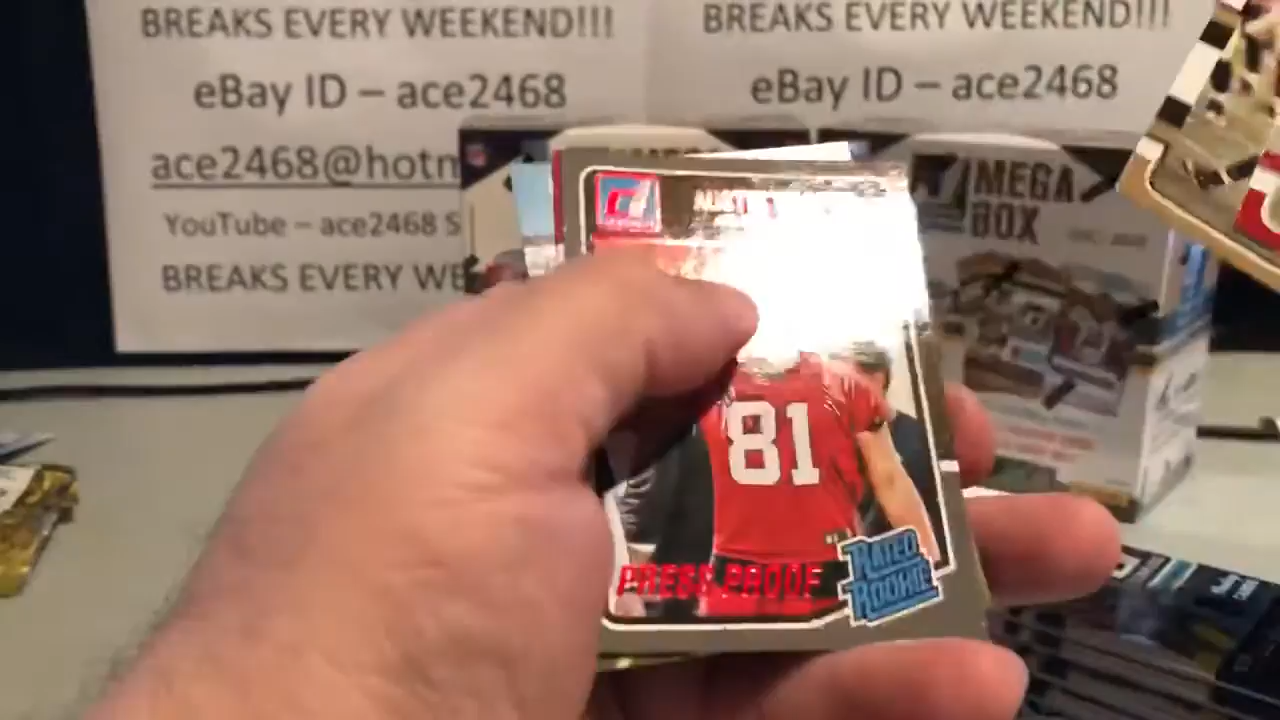 BREAKS EVERY WEEKEND!!!
eBay ID – ace2468
ace2468@hotm
YouTube – ace2468 S
BREAKS EVERY WE
BREAKS EVERY WEEKEND!!!
eBay ID – ace2468
MEGA
BOX
81
PRESS PROOF
RATED
ROOKIE